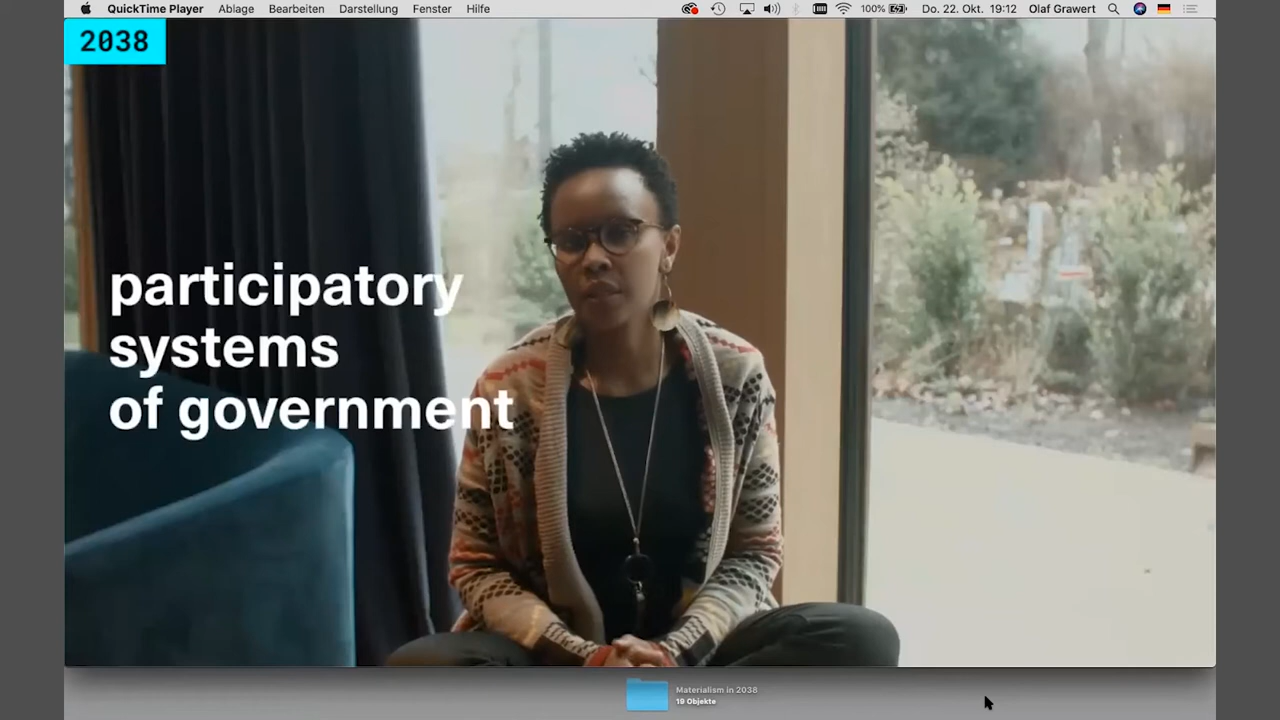 QuickTime Player Ablage Bearbeiten Darstellung Fenster Hilfe 100% Do. 22. Okt. 19:12 Olaf Grawert
2038
participatory
systems
of government
Materialism in 2038
19 Objekte